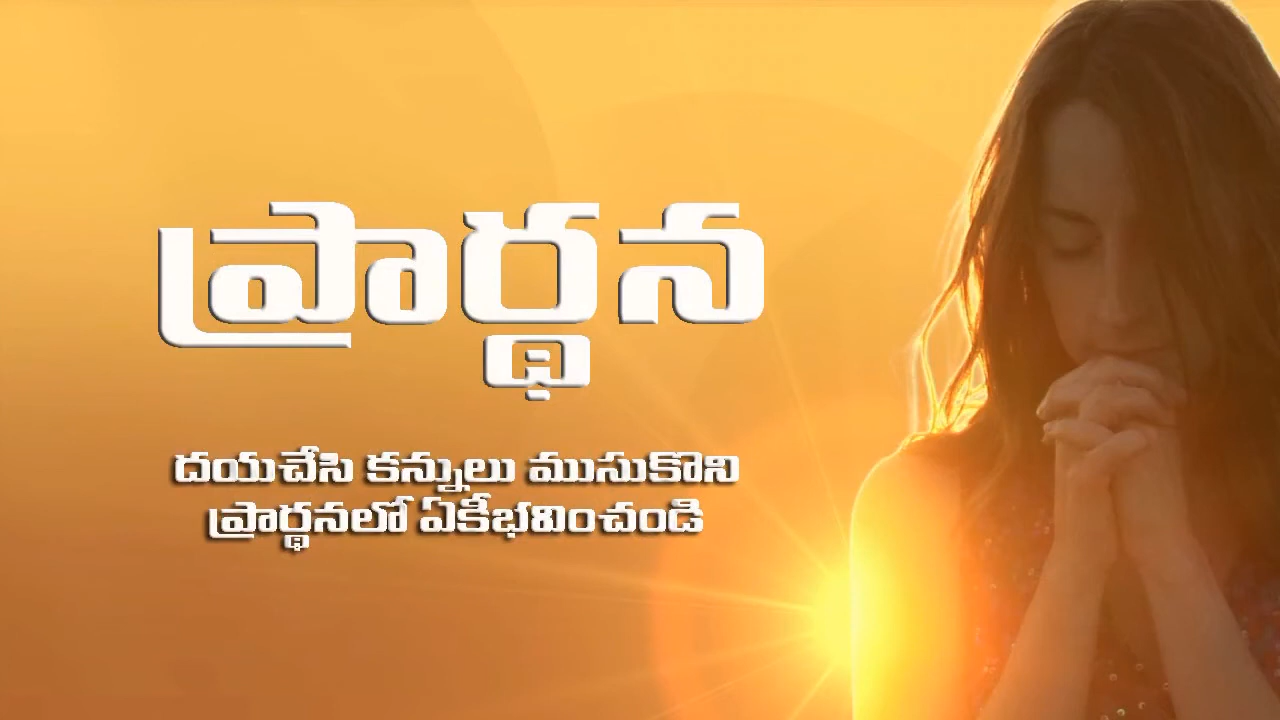 ప్రార్థన
దయచేసి కన్నులు ముసుకొని
ప్రార్థనలో ఏకీభవించండి